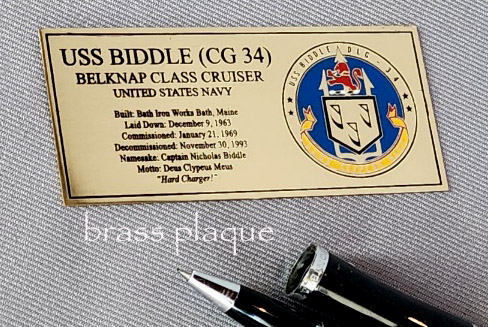 USS BIDDLE (CG 34)
BELKNAP CLASS CRUISER
UNITED STATES NAVY
Built: Bath Iron Works Bath, Maine
Laid Down: December 9, 1963
Commissioned: January 21, 1969
Decommissioned: November 30, 1993
Namesake: Captain Nicholas Biddle
Motto: Deus Clypeus Meus
"Hard Charger!"
USS BIDDLE DLG-34
brass plaque